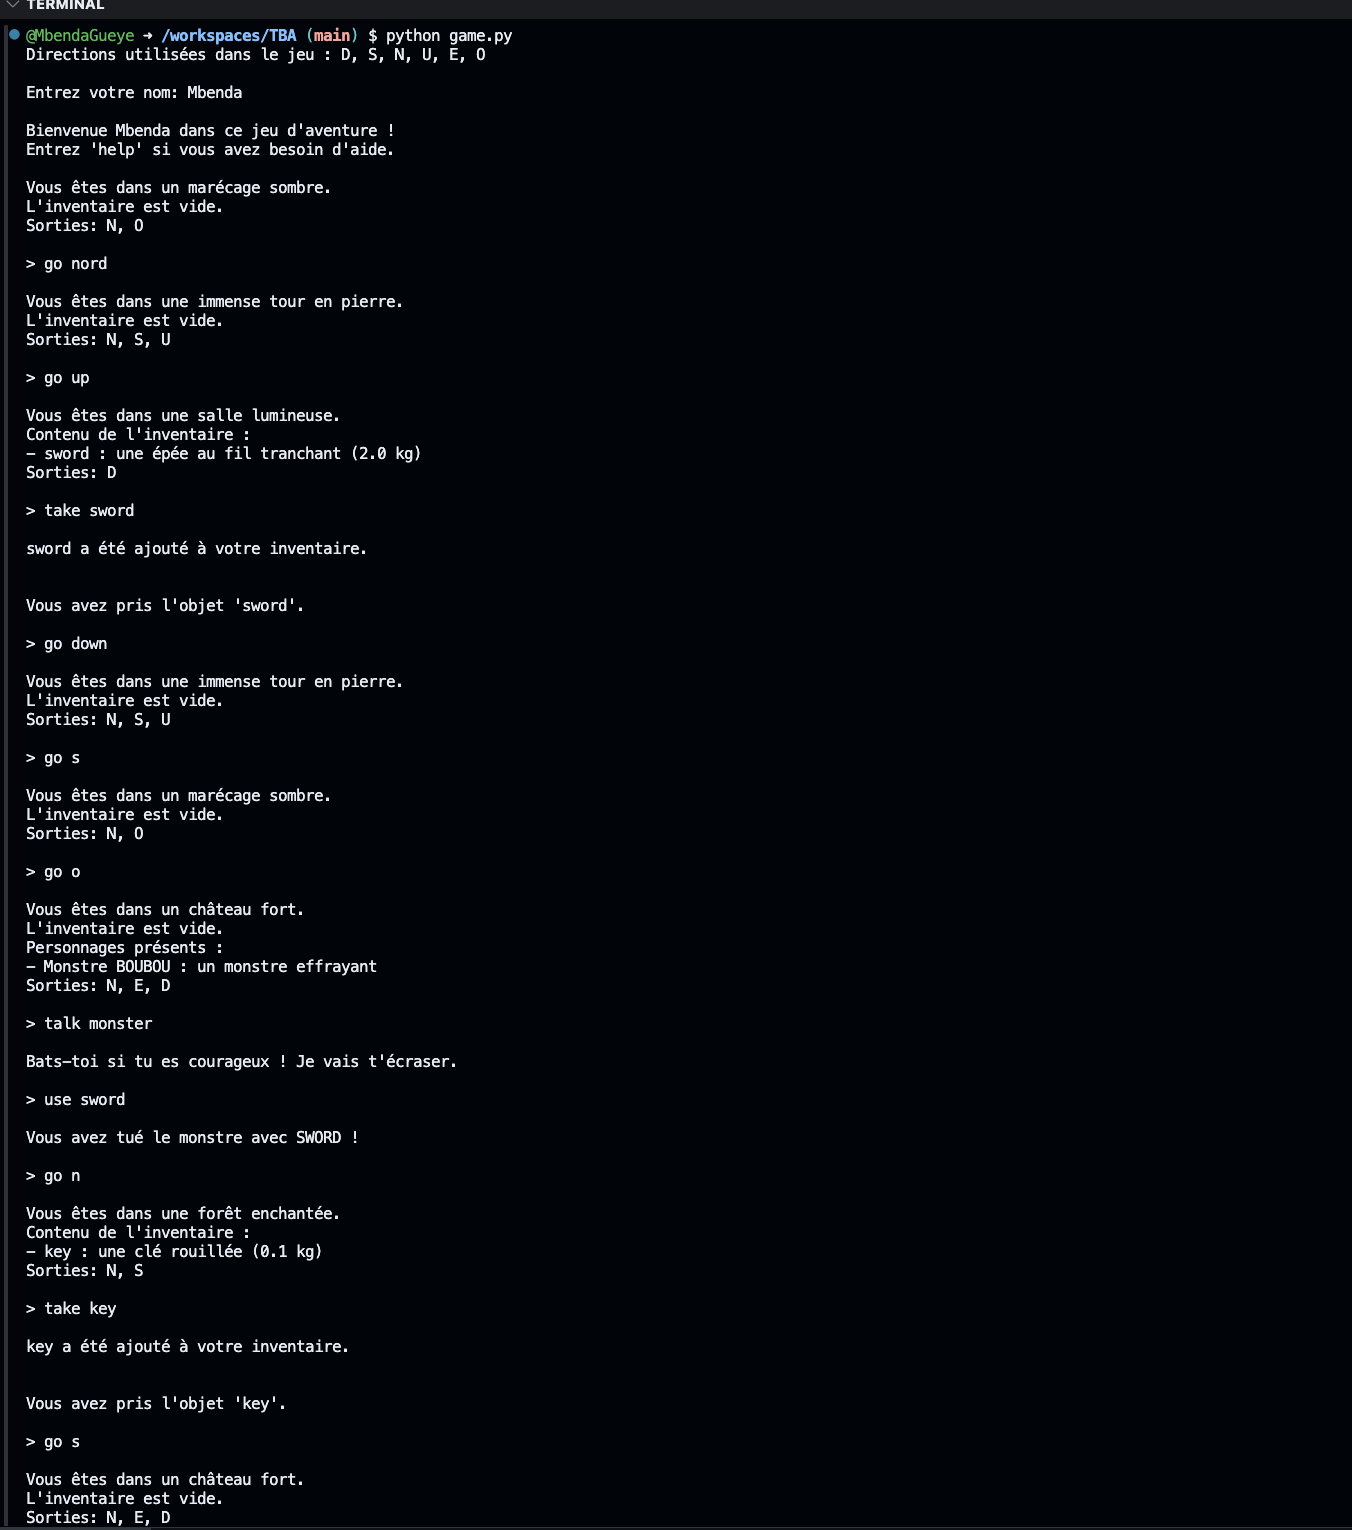 TERMINAL
@MbendaGueye ➜ /workspaces/TBA (main) $ python game.py
Directions utilisées dans le jeu : D, S, N, U, E, O
Entrez votre nom: Mbenda
Bienvenue Mbenda dans ce jeu d'aventure !
Entrez 'help' si vous avez besoin d'aide.
Vous êtes dans un marécage sombre.
L'inventaire est vide.
Sorties: N, O
> go nord
Vous êtes dans une immense tour en pierre.
L'inventaire est vide.
Sorties: N, S, U
> go up
Vous êtes dans une salle lumineuse.
Contenu de l'inventaire :
- sword : une épée au fil tranchant (2.0 kg)
Sorties: D
> take sword
sword a été ajouté à votre inventaire.
Vous avez pris l'objet 'sword'.
> go down
Vous êtes dans une immense tour en pierre.
L'inventaire est vide.
Sorties: N, S, U
> go s
Vous êtes dans un marécage sombre.
L'inventaire est vide.
Sorties: N, O
> go o
Vous êtes dans un château fort.
L'inventaire est vide.
Personnages présents :
- Monstre BOUBOU : un monstre effrayant
Sorties: N, E, D
> talk monster
Bats-toi si tu es courageux ! Je vais t'écraser.
> use sword
Vous avez tué le monstre avec SWORD !
> go n
Vous êtes dans une forêt enchantée.
Contenu de l'inventaire :
- key : une clé rouillée (0.1 kg)
Sorties: N, S
> take key
key a été ajouté à votre inventaire.
Vous avez pris l'objet 'key'.
> go s
Vous êtes dans un château fort.
L'inventaire est vide.
Sorties: N, E, D